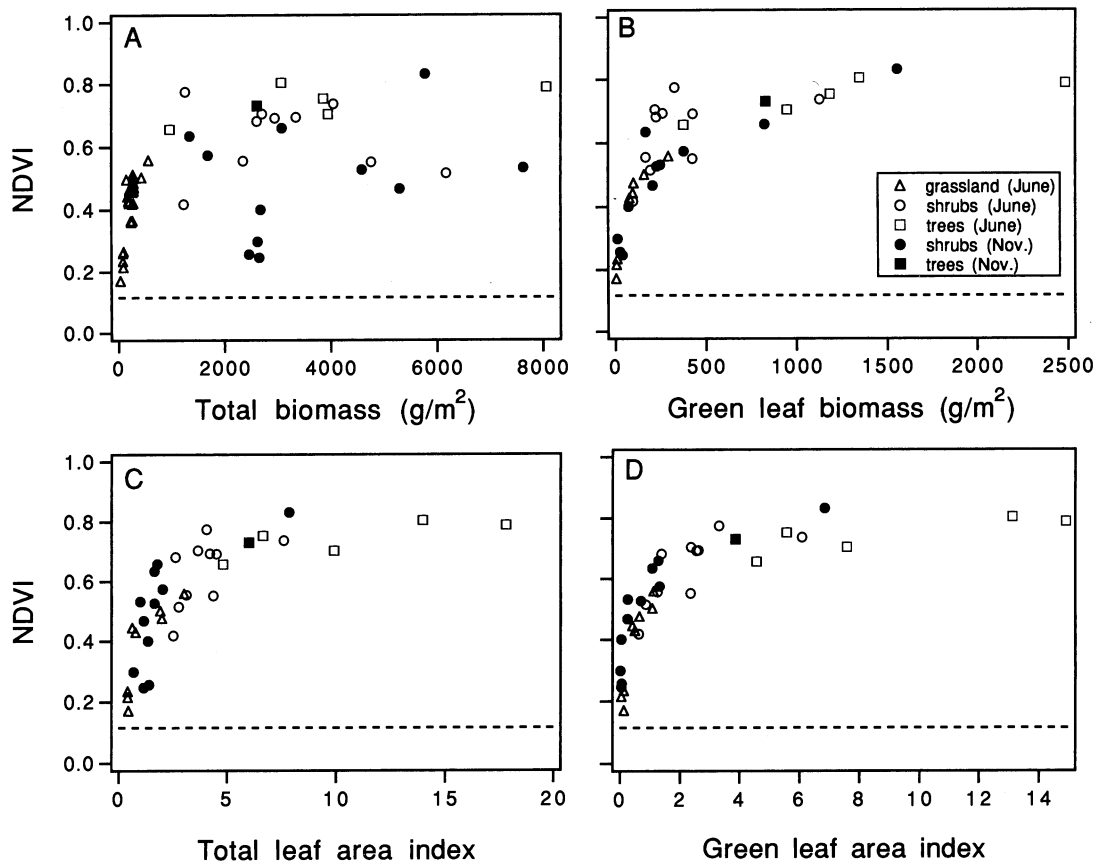 A
NDVI
1.0
0.8
0.6
0.4
0.2
0.0
0 2000 4000 6000 8000
Total biomass (g/m²)
B
grassland (June)
shrubs (June)
trees (June)
shrubs (Nov.)
trees (Nov.)
0 500 1000 1500 2000 2500
Green leaf biomass (g/m²)
C
NDVI
1.0
0.8
0.6
0.4
0.2
0.0
0 5 10 15 20
Total leaf area index
D
0 2 4 6 8 10 12 14
Green leaf area index